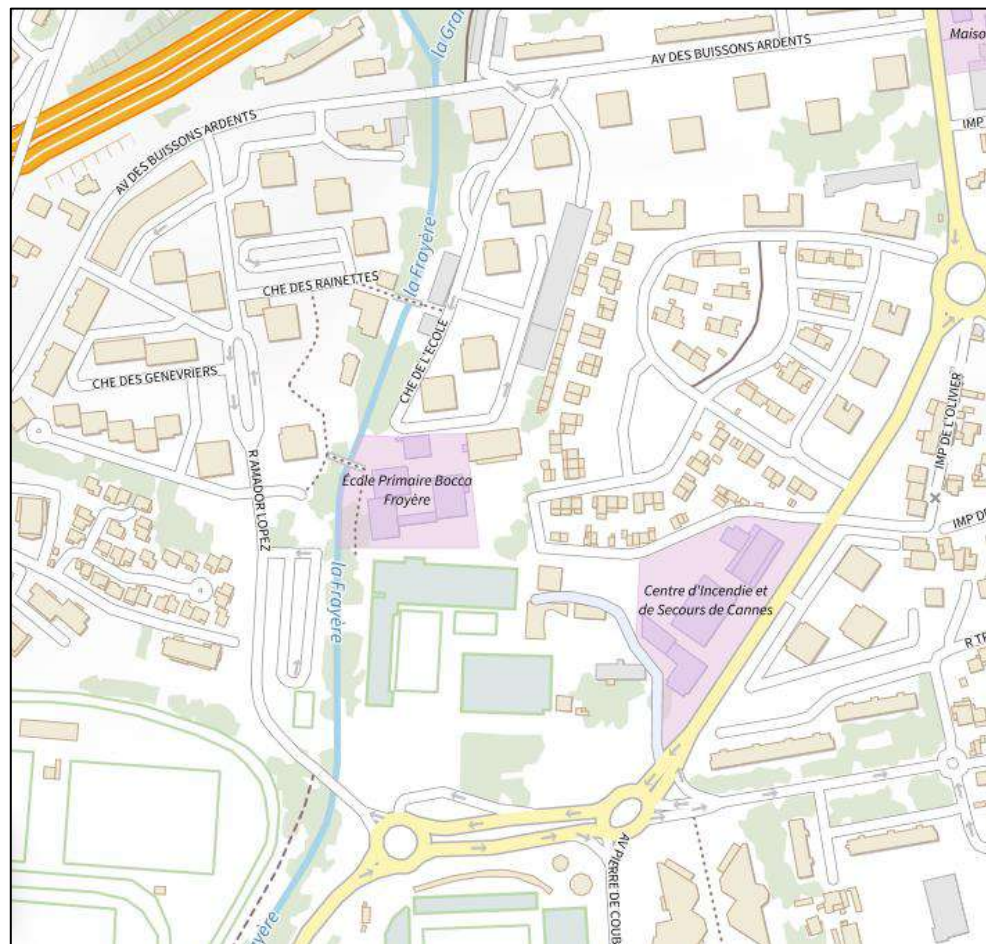 la Gra
Maiso
AV DES BUISSONS ARDENTS
AV DES BUISSONS ARDENTS
IMP
la Frayère
CHE DES RAINETTES
CHE DE L'ECOLE
CHE DES GENEVRIERS
IMP DE L'OLIVIER
R AMADOR LOPEZ
École Primaire Bocca
Frayère
IMP DE
la Frayère
Centre d'Incendie et
de Secours de Cannes
R TR
AV PIERRE DE COUB
yère